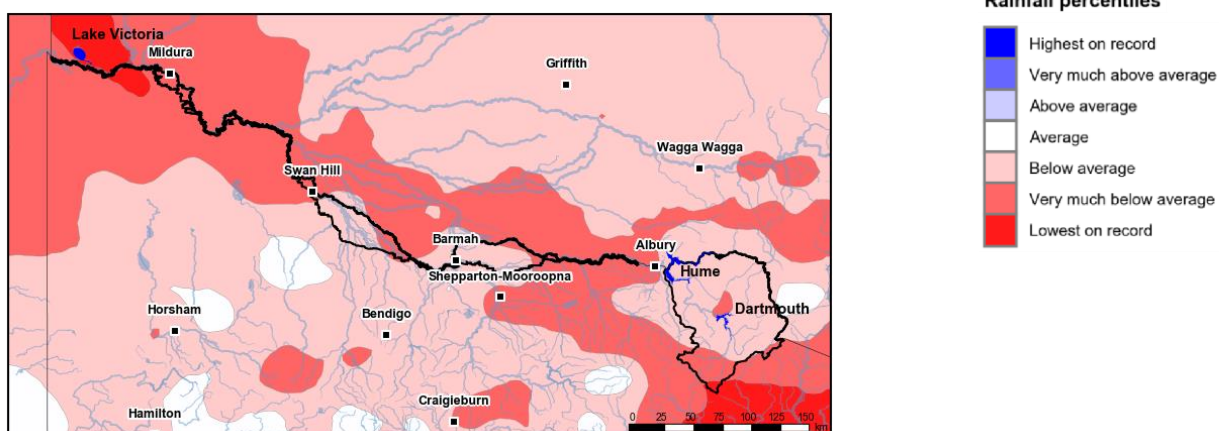 Rainfall percentiles
Highest on record
Very much above average
Above average
Average
Below average
Very much below average
Lowest on record
Lake Victoria
Mildura
Griffith
Wagga Wagga
Swan Hill
Barmah
Albury
Hume
Shepparton-Mooroopna
Dartmouth
Horsham
Bendigo
Craigieburn
Hamilton
0 25 50 75 100 125 150
km